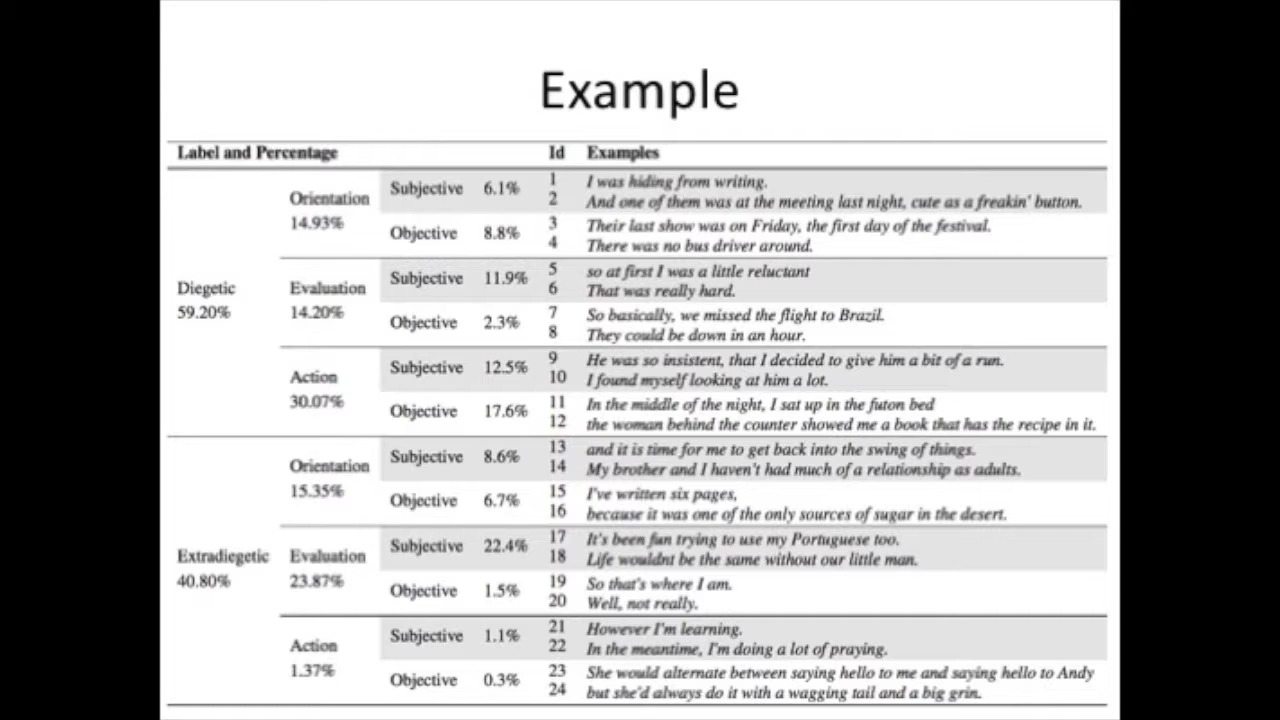 Example
Label and Percentage Id Examples
Diegetic 59.20%
Orientation 14.93%
Subjective 6.1%
1 I was hiding from writing.
2 And one of them was at the meeting last night, cute as a freakin' button.
Objective 8.8%
3 Their last show was on Friday, the first day of the festival.
4 There was no bus driver around.
Evaluation 14.20%
Subjective 11.9%
5 so at first I was a little reluctant
6 That was really hard.
Objective 2.3%
7 So basically, we missed the flight to Brazil.
8 They could be down in an hour.
Action 30.07%
Subjective 12.5%
9 He was so insistent, that I decided to give him a bit of a run.
10 I found myself looking at him a lot.
Objective 17.6%
11 In the middle of the night, I sat up in the futon bed
12 the woman behind the counter showed me a book that has the recipe in it.
Extradiegetic 40.80%
Orientation 15.35%
Subjective 8.6%
13 and it is time for me to get back into the swing of things.
14 My brother and I haven't had much of a relationship as adults.
Objective 6.7%
15 I've written six pages,
16 because it was one of the only sources of sugar in the desert.
Evaluation 23.87%
Subjective 22.4%
17 It's been fun trying to use my Portuguese too.
18 Life wouldnt be the same without our little man.
Objective 1.5%
19 So that's where I am.
20 Well, not really.
Action 1.37%
Subjective 1.1%
21 However I'm learning.
22 In the meantime, I'm doing a lot of praying.
Objective 0.3%
23 She would alternate between saying hello to me and saying hello to Andy
24 but she'd always do it with a wagging tail and a big grin.